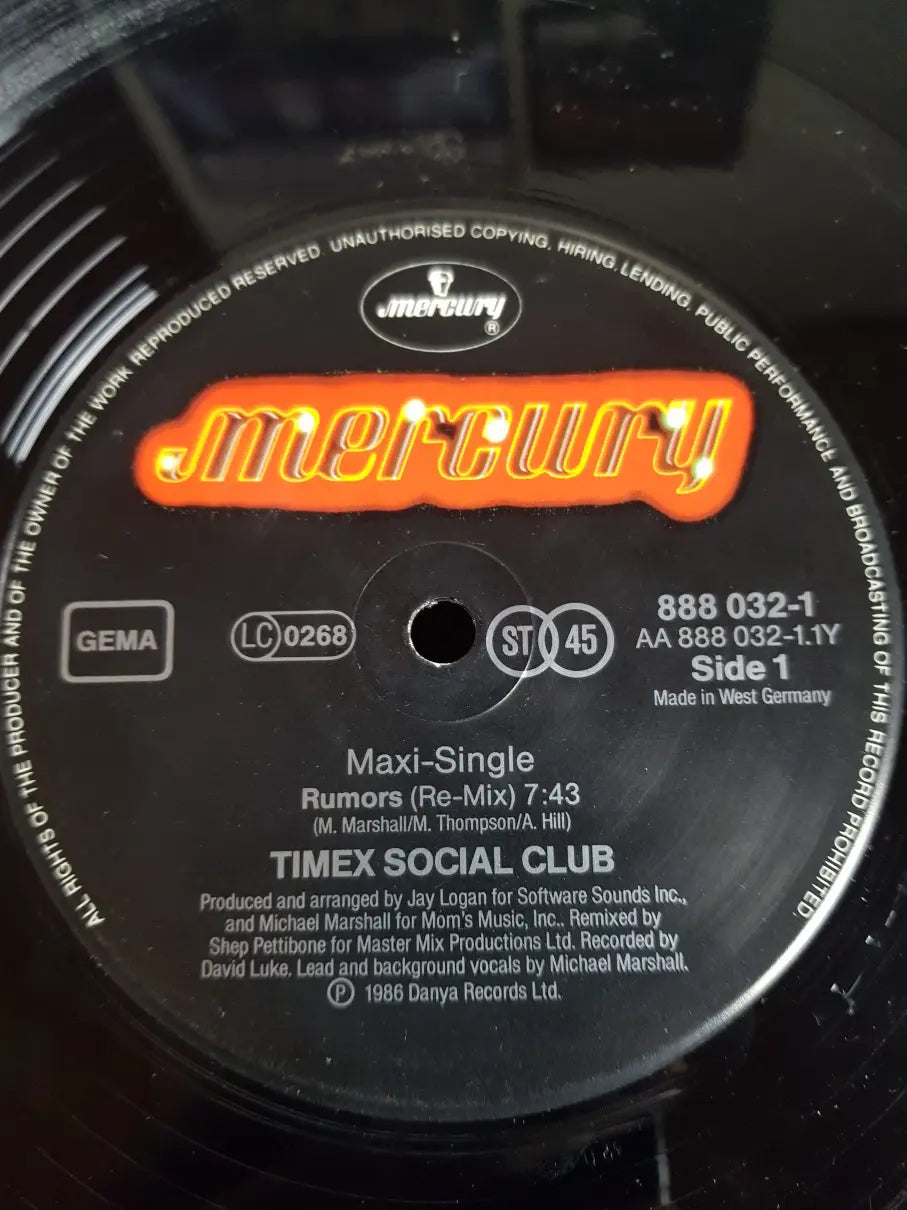 ALL RIGHTS OF THE PRODUCER AND OF THE OWNER OF THE WORK REPRODUCED RESERVED. UNAUTHORISED COPYING, HIRING, LENDING, PUBLIC PERFORMANCE AND BROADCASTING OF THIS RECORD PROHIBITED.
mercury ®
mercury
GEMA
LC 0268
ST 45
888 032-1
AA 888 032-1.1Y
Side 1
Made in West Germany
Maxi-Single
Rumors (Re-Mix) 7:43
(M. Marshall/M. Thompson/A. Hill)
TIMEX SOCIAL CLUB
Produced and arranged by Jay Logan for Software Sounds Inc.,
and Michael Marshall for Mom's Music, Inc.. Remixed by
Shep Pettibone for Master Mix Productions Ltd. Recorded by
David Luke. Lead and background vocals by Michael Marshall.
℗ 1986 Danya Records Ltd.